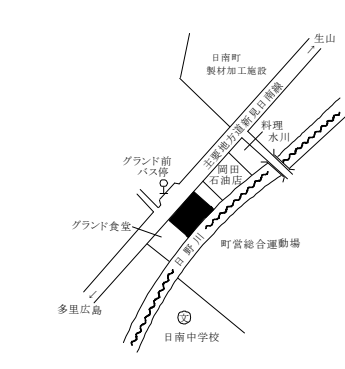 生山
日南町
製材加工施設
主要地方道新見日南線
料理
水川
グランド前
バス停
岡田
石油店
グランド食堂
日野川
町営総合運動場
多里広島
文
日南中学校